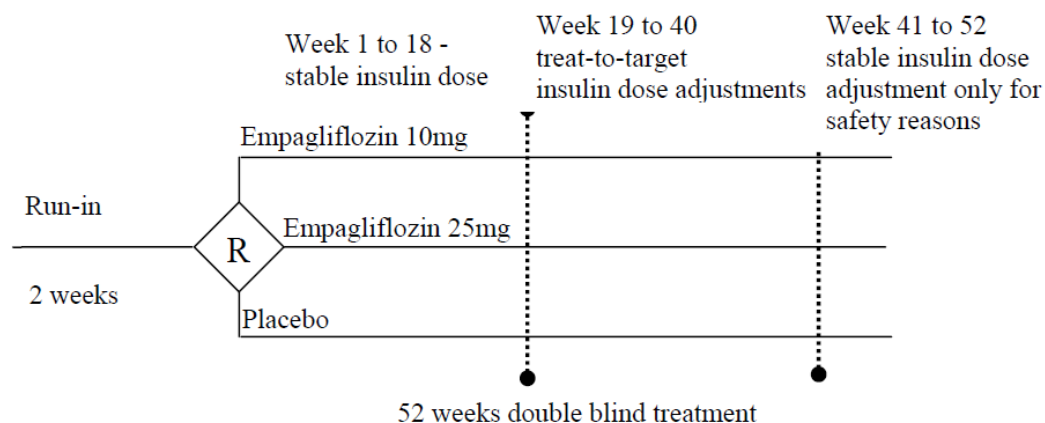 Week 1 to 18 -
stable insulin dose
Week 19 to 40
treat-to-target
insulin dose adjustments
Week 41 to 52
stable insulin dose
adjustment only for
safety reasons
Empagliflozin 10mg
Run-in
R
Empagliflozin 25mg
2 weeks
Placebo
52 weeks double blind treatment